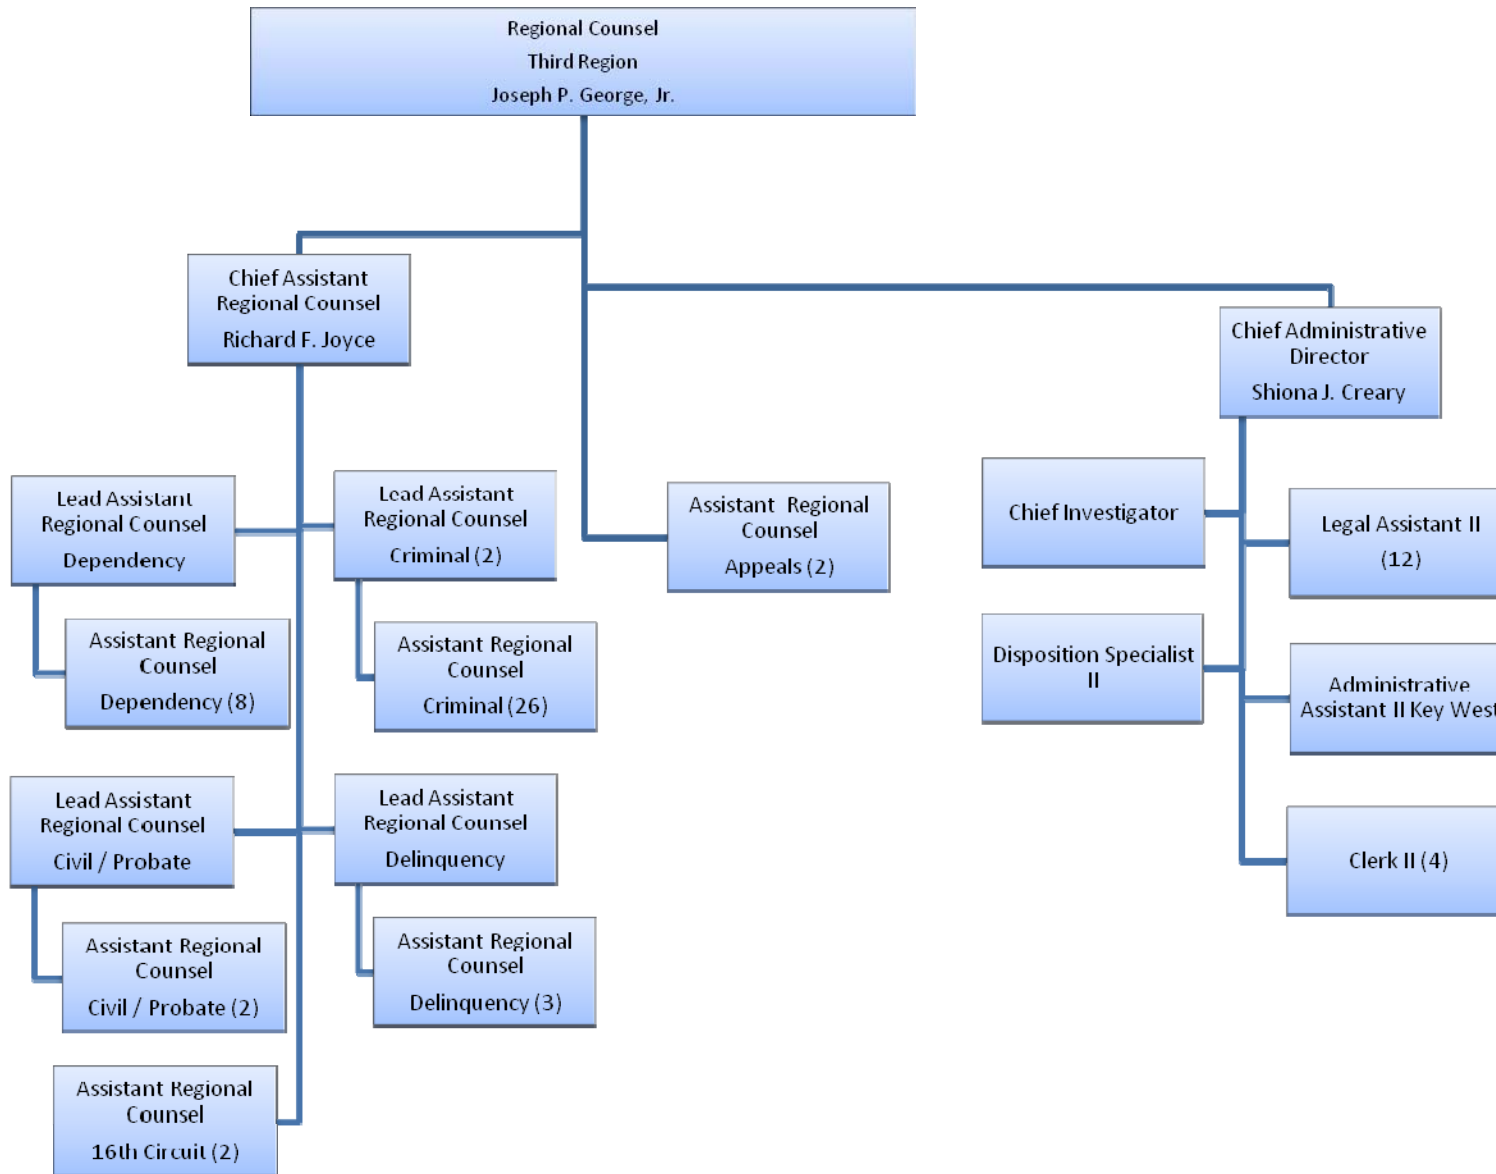 Regional Counsel
Third Region
Joseph P. George, Jr.
Chief Assistant
Regional Counsel
Richard F. Joyce
Chief Administrative
Director
Shiona J. Creary
Lead Assistant
Regional Counsel
Dependency
Lead Assistant
Regional Counsel
Criminal (2)
Assistant Regional
Counsel
Appeals (2)
Chief Investigator
Legal Assistant II
(12)
Assistant Regional
Counsel
Dependency (8)
Assistant Regional
Counsel
Criminal (26)
Disposition Specialist
II
Administrative
Assistant II Key West
Lead Assistant
Regional Counsel
Civil / Probate
Lead Assistant
Regional Counsel
Delinquency
Clerk II (4)
Assistant Regional
Counsel
Civil / Probate (2)
Assistant Regional
Counsel
Delinquency (3)
Assistant Regional
Counsel
16th Circuit (2)